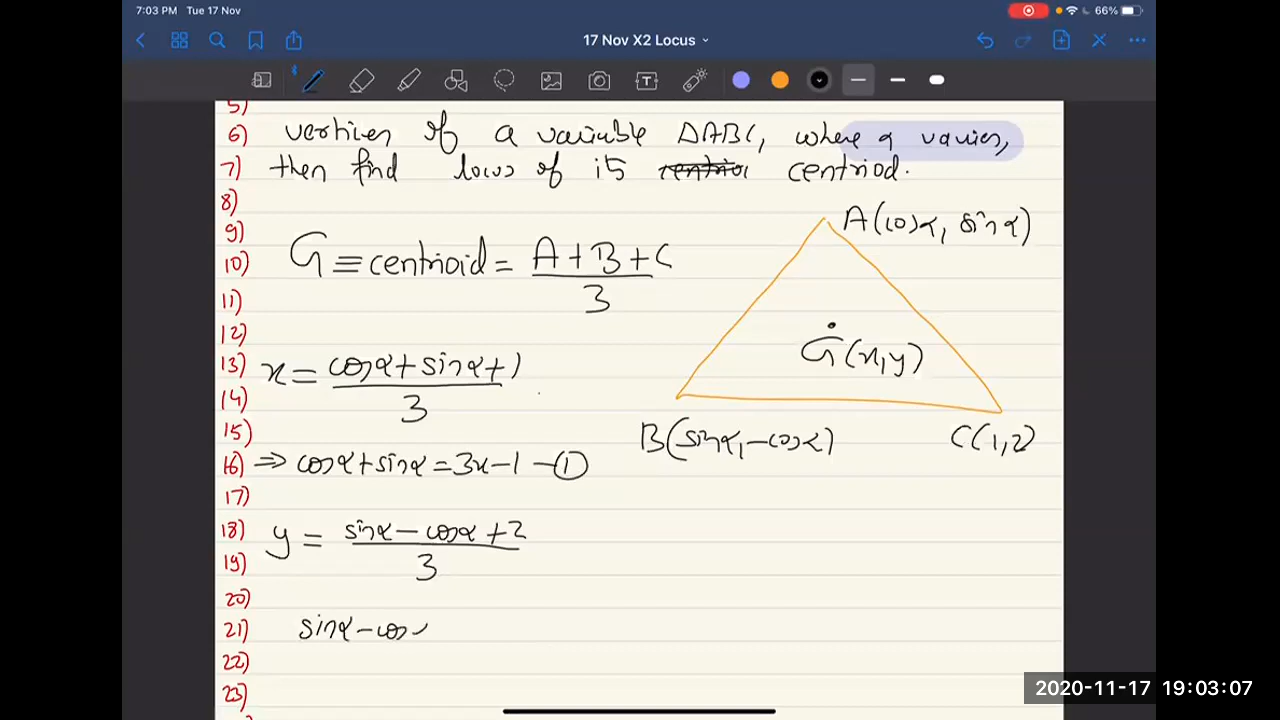 7:03 PM Tue 17 Nov
66%
17 Nov X2 Locus
5)
6) vertices of a variable ΔABC, where α varies,
7) then find locus of its centriod.
8)
9) A(cosα, sinα)
10) G ≡ centrioid = A+B+C
11) 3
12)
13) x = cosα+sinα+1
G(x,y)
14) 3
15) B(sinα, -cosα) C(1,2)
16) ⇒ cosα+sinα=3x-1 -①
17)
18) y = sinα-cosα+2
19) 3
20)
21) sinα-cos
22)
23)
2020-11-17 19:03:07